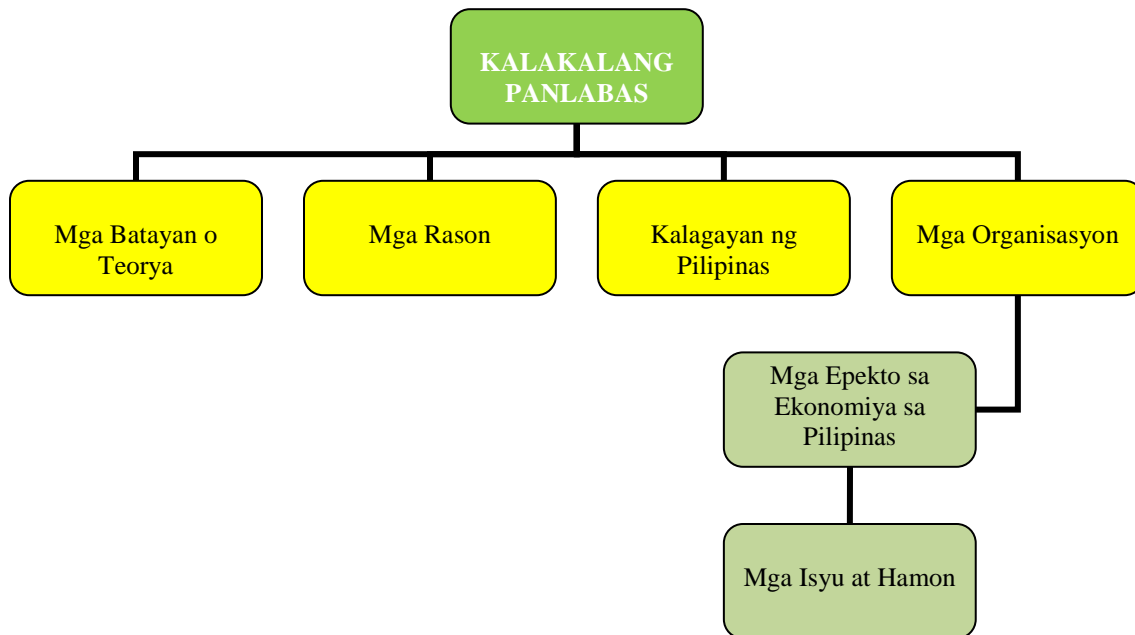 KALAKALANG
PANLABAS
Mga Batayan o
Teorya
Mga Rason
Kalagayan ng
Pilipinas
Mga Organisasyon
Mga Epekto sa
Ekonomiya sa
Pilipinas
Mga Isyu at Hamon